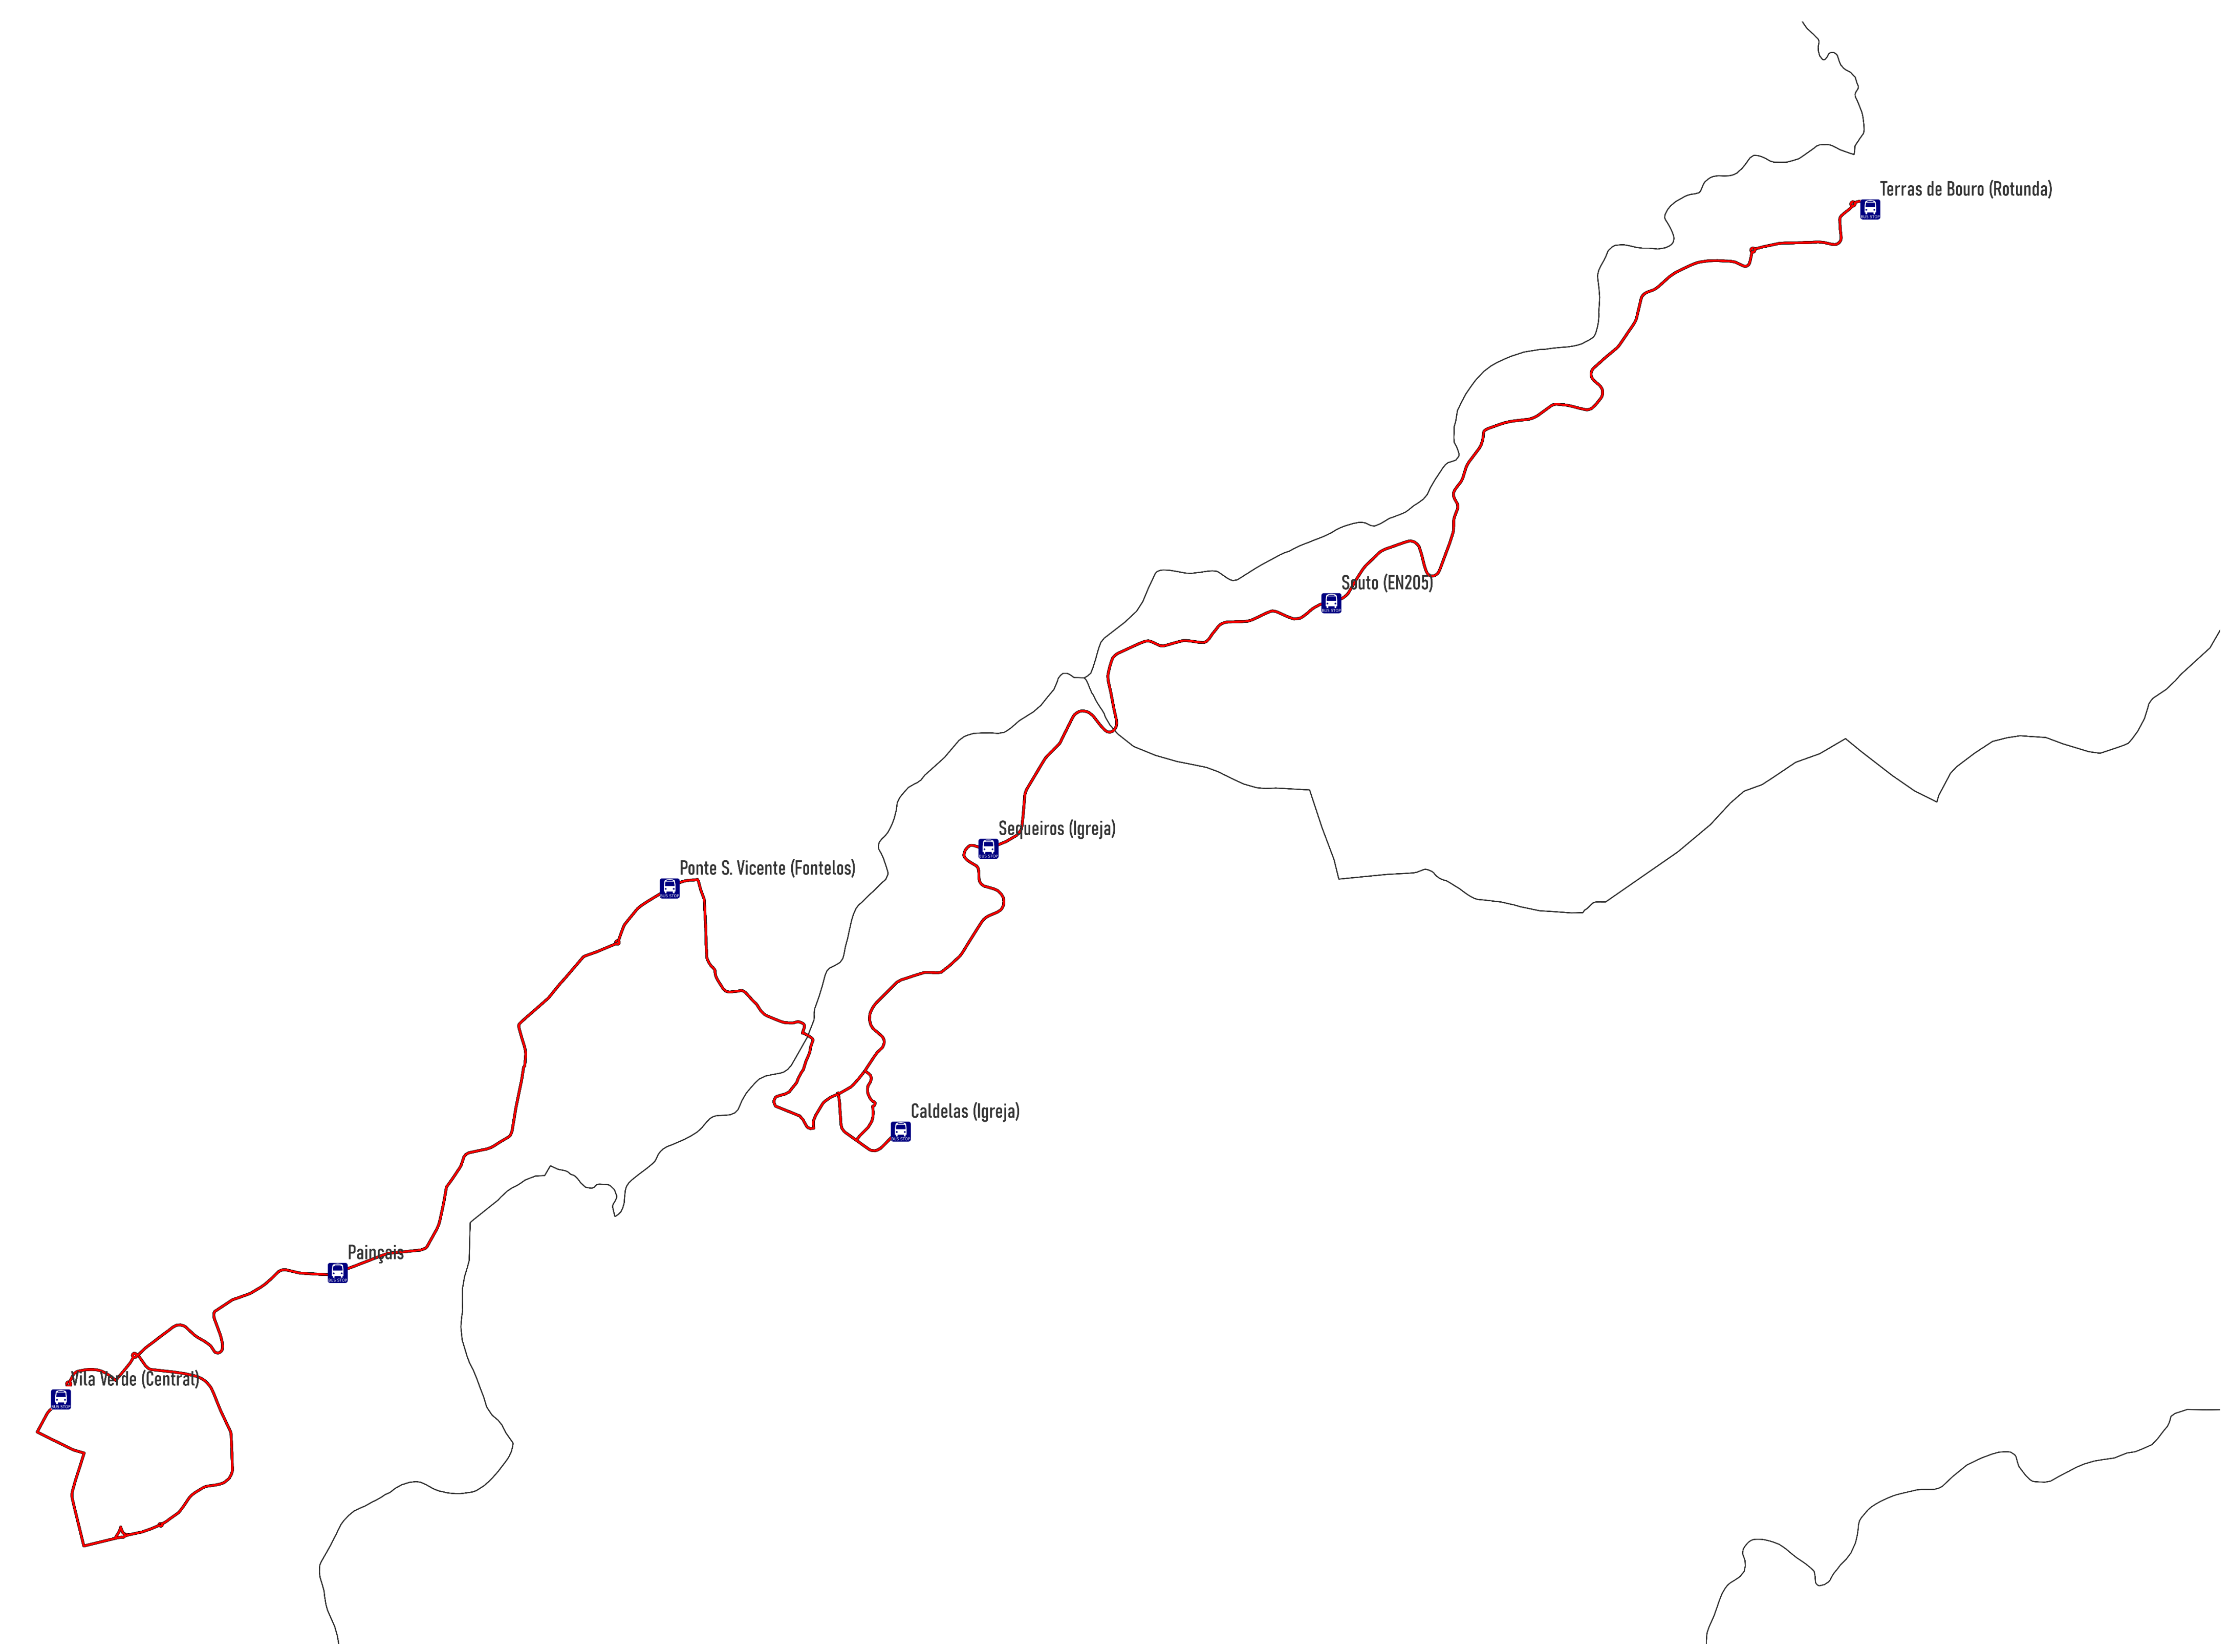 Terras de Bouro (Rotunda)
Souto (EN205)
Sequeiros (Igreja)
Ponte S. Vicente (Fontelos)
Caldelas (Igreja)
Painçais
Vila Verde (Central)